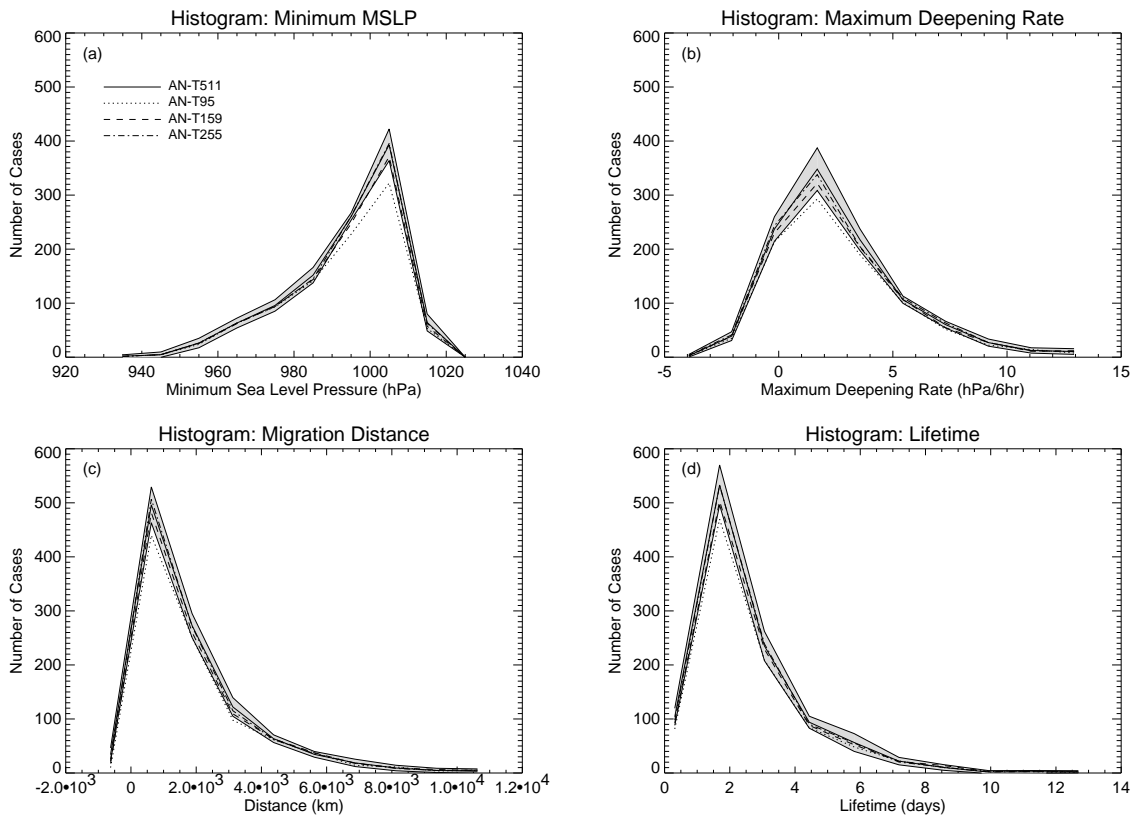 Histogram: Minimum MSLP
(a)
AN-T511
AN-T95
AN-T159
AN-T255
Number of Cases
600
500
400
300
200
100
0
920 940 960 980 1000 1020 1040
Minimum Sea Level Pressure (hPa)
Histogram: Maximum Deepening Rate
(b)
Number of Cases
600
500
400
300
200
100
0
-5 0 5 10 15
Maximum Deepening Rate (hPa/6hr)
Histogram: Migration Distance
(c)
Number of Cases
600
500
400
300
200
100
0
-2.0•10³ 0 2.0•10³ 4.0•10³ 6.0•10³ 8.0•10³ 1.0•10⁴ 1.2•10⁴
Distance (km)
Histogram: Lifetime
(d)
Number of Cases
600
500
400
300
200
100
0
0 2 4 6 8 10 12 14
Lifetime (days)